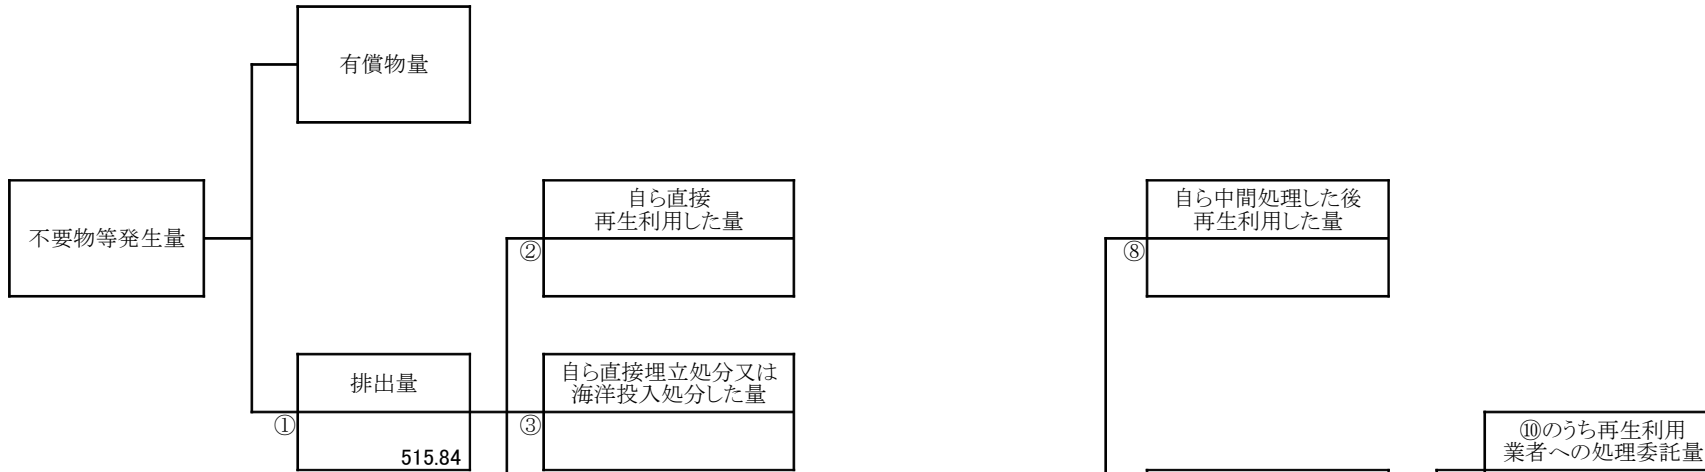 有償物量
不要物等発生量
自ら直接
再生利用した量
②
自ら中間処理した後
再生利用した量
⑧
排出量
①
515.84
自ら直接埋立処分又は
海洋投入処分した量
③
⑩のうち再生利用
業者への処理委託量